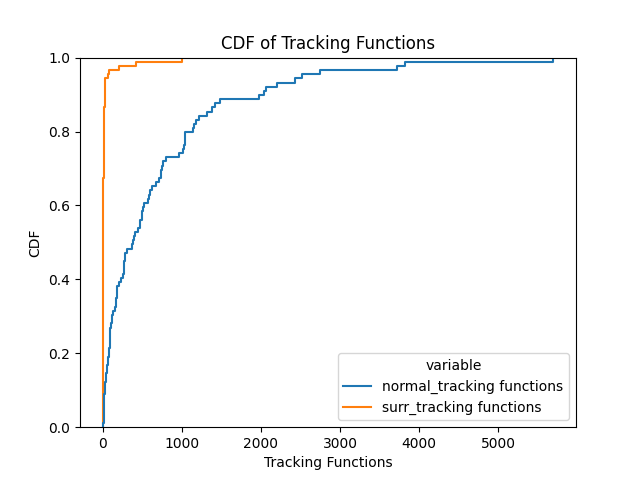 CDF of Tracking Functions
1.0
0.8
0.6
0.4
0.2
0.0
CDF
variable
normal_tracking functions
surr_tracking functions
0 1000 2000 3000 4000 5000
Tracking Functions